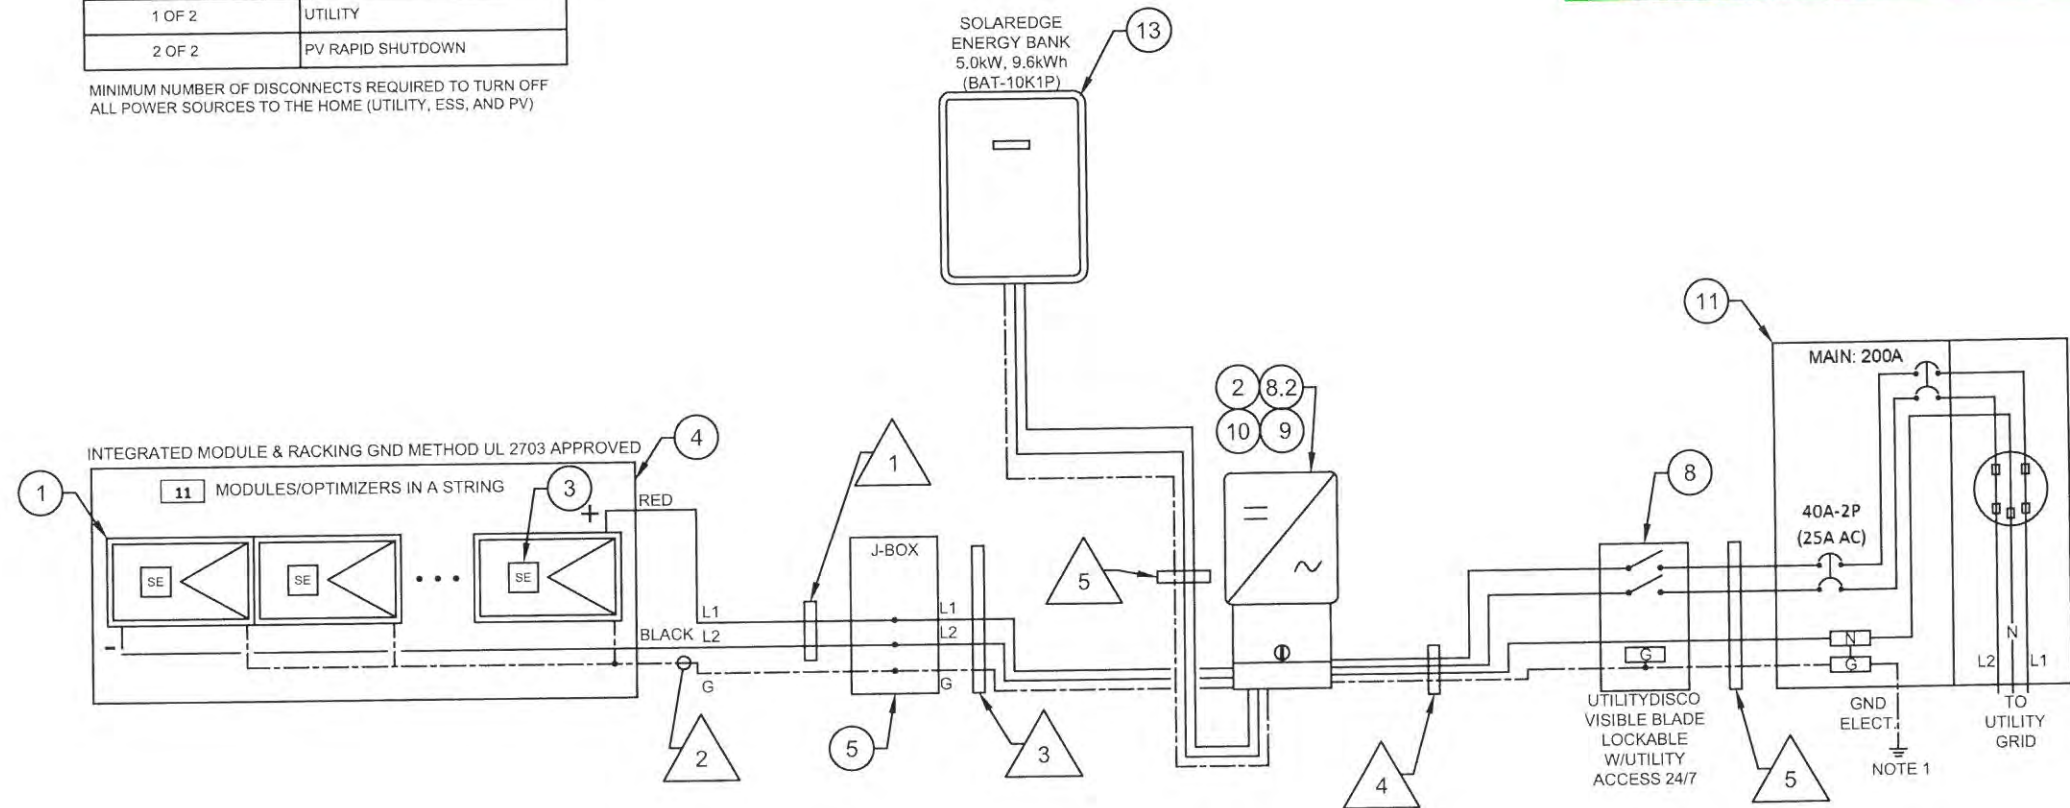 1 OF 2 UTILITY
2 OF 2 PV RAPID SHUTDOWN
MINIMUM NUMBER OF DISCONNECTS REQUIRED TO TURN OFF
ALL POWER SOURCES TO THE HOME (UTILITY, ESS, AND PV)
SOLAREDGE
ENERGY BANK
5.0kW, 9.6kWh
(BAT-10K1P)
13
11
MAIN: 200A
40A-2P
(25A AC)
N
G
L2
N
L1
GND
ELECT.
NOTE 1
TO
UTILITY
GRID
2
8.2
10
9
8
G
UTILITYDISCO
VISIBLE BLADE
LOCKABLE
W/UTILITY
ACCESS 24/7
5
4
5
INTEGRATED MODULE & RACKING GND METHOD UL 2703 APPROVED
4
1
11 MODULES/OPTIMIZERS IN A STRING
3
+
RED
SE
SE
SE
-
BLACK
L1
L2
G
1
2
J-BOX
L1
L2
G
5
3